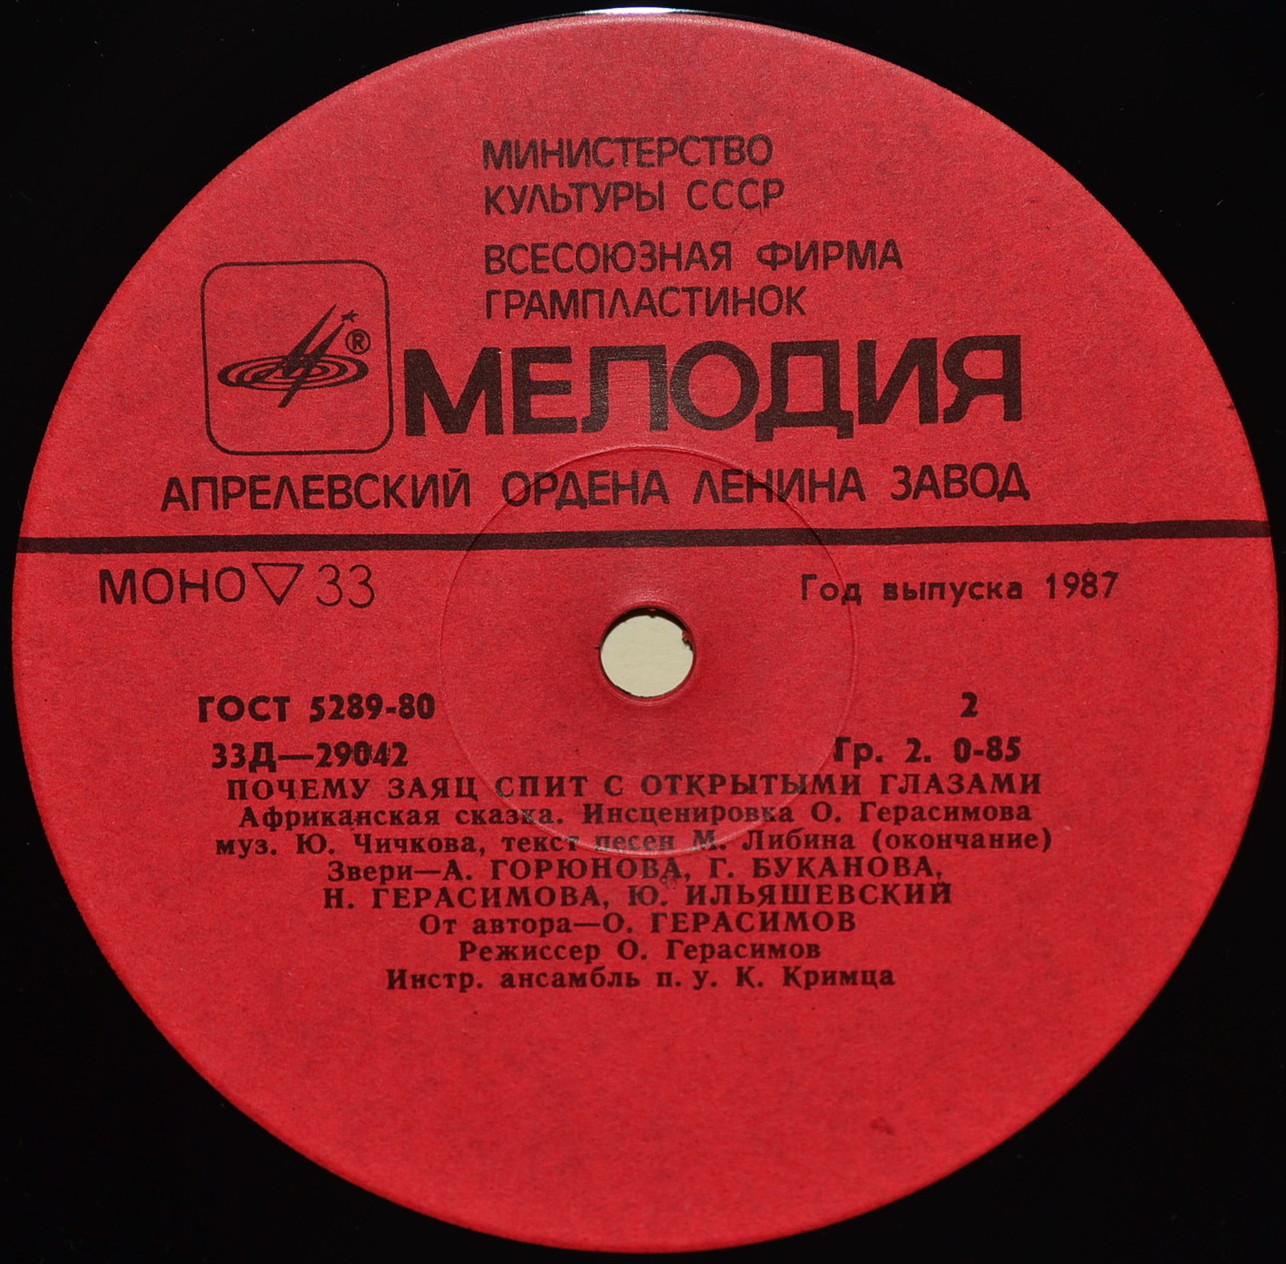 МИНИСТЕРСТВО
КУЛЬТУРЫ СССР
ВСЕСОЮЗНАЯ ФИРМА
ГРАМПЛАСТИНОК
®
МЕЛОДИЯ
АПРЕЛЕВСКИЙ ОРДЕНА ЛЕНИНА ЗАВОД
МОНО ▽ 33 Год выпуска 1987
ГОСТ 5289-80 2
33Д—29042 Гр. 2. 0-85
ПОЧЕМУ ЗАЯЦ СПИТ С ОТКРЫТЫМИ ГЛАЗАМИ
Африканская сказка. Инсценировка О. Герасимова
муз. Ю. Чичкова, текст песен М. Либина (окончание)
Звери—А. ГОРЮНОВА, Г. БУКАНОВА,
Н. ГЕРАСИМОВА, Ю. ИЛЬЯШЕВСКИЙ
От автора—О. ГЕРАСИМОВ
Режиссер О. Герасимов
Инстр. ансамбль п. у. К. Кримца